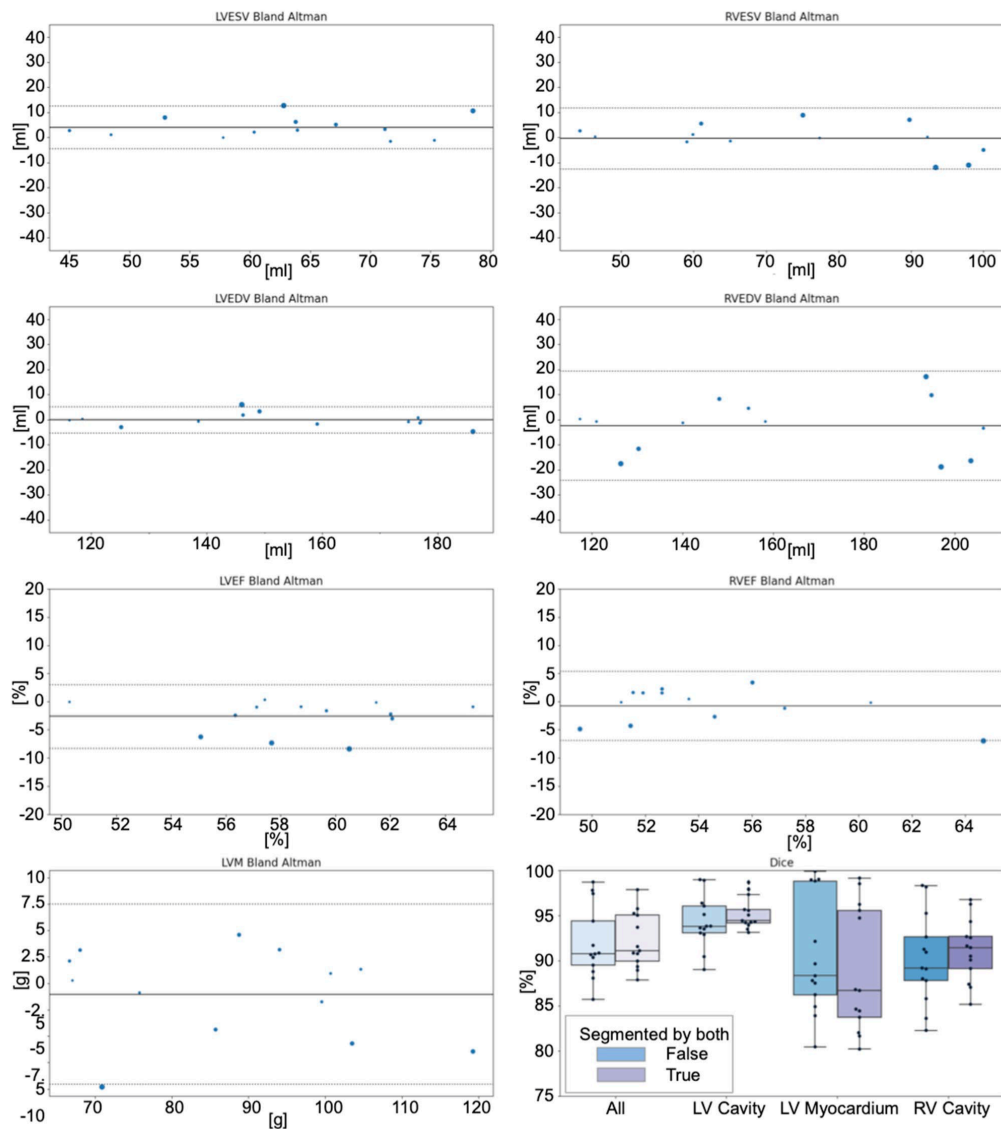 LVESV Bland Altman
[ml]
40
30
20
10
0
-10
-20
-30
-40
45 50 55 60 65 70 75 80
[ml]
RVESV Bland Altman
[ml]
40
30
20
10
0
-10
-20
-30
-40
50 60 70 80 90 100
[ml]
LVEDV Bland Altman
[ml]
40
30
20
10
0
-10
-20
-30
-40
120 140 160 180
[ml]
RVEDV Bland Altman
[ml]
40
30
20
10
0
-10
-20
-30
-40
120 140 160 180 200
[ml]
LVEF Bland Altman
[%]
20
15
10
5
0
-5
-10
-15
-20
50 52 54 56 58 60 62 64
[%]
RVEF Bland Altman
[%]
20
15
10
5
0
-5
-10
-15
-20
50 52 54 56 58 60 62 64
[%]
LVM Bland Altman
[g]
10
7.5
5
2.5
0
-2.
5
-5
-7.
5
-10
70 80 90 100 110 120
[g]
Dice
[%]
100
95
90
85
80
75
Segmented by both
False
True
All LV Cavity LV Myocardium RV Cavity